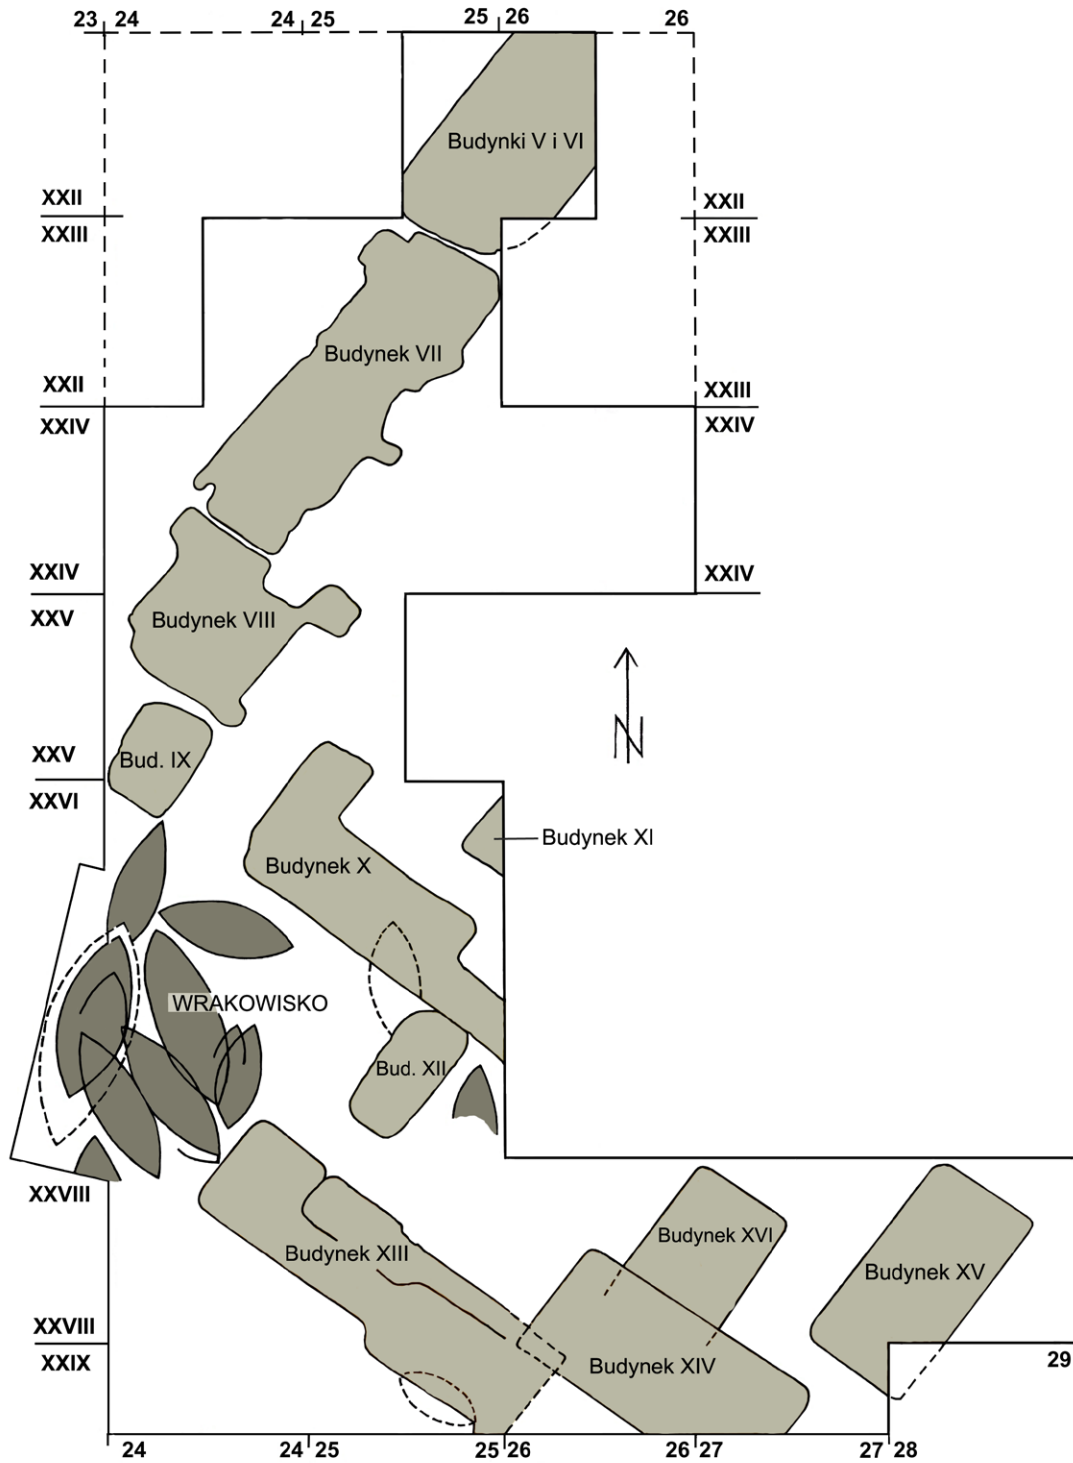 23 24
24 25
25 26
26
Budynki V i VI
XXII
XXII
XXIII
XXIII
Budynek VII
XXII
XXIII
XXIV
XXIV
XXIV
XXIV
XXV
Budynek VIII
N
XXV
Bud. IX
XXVI
Budynek XI
Budynek X
WRAKOWISKO
Bud. XII
XXVIII
Budynek XVI
Budynek XIII
Budynek XV
XXVIII
XXIX
29
Budynek XIV
24
24 25
25 26
26 27
27 28